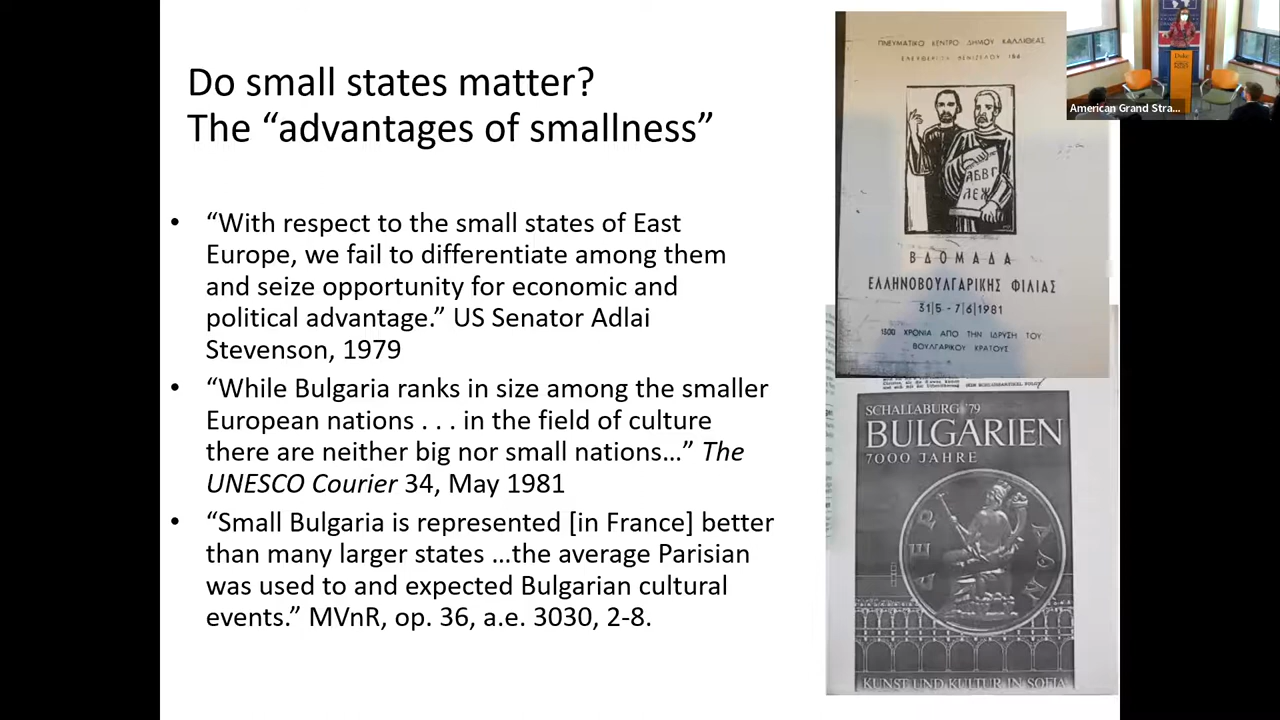 Do small states matter?
The “advantages of smallness”
• “With respect to the small states of East
Europe, we fail to differentiate among them
and seize opportunity for economic and
political advantage.” US Senator Adlai
Stevenson, 1979
• “While Bulgaria ranks in size among the smaller
European nations . . . in the field of culture
there are neither big nor small nations…” The
UNESCO Courier 34, May 1981
• “Small Bulgaria is represented [in France] better
than many larger states …the average Parisian
was used to and expected Bulgarian cultural
events.” MVnR, op. 36, a.e. 3030, 2-8.
ΠΝΕΥΜΑΤΙΚΟ ΚΕΝΤΡΟ ΔΗΜΟΥ ΚΑΛΛΙΘΕΑΣ
ΕΛΕΥΘΕΡΙΟΥ ΒΕΝΙΖΕΛΟΥ
АБВГ
ЛЕЖ
ΒΔΟΜΑΔΑ
ΕΛΛΗΝΟΒΟΥΛΓΑΡΙΚΗΣ ΦΙΛΙΑΣ
31|5 - 7|6|1981
1300 ΧΡΟΝΙΑ ΑΠΟ ΤΗΝ ΙΔΡΥΣΗ ΤΟΥ
ΒΟΥΛΓΑΡΙΚΟΥ ΚΡΑΤΟΥΣ
SCHALLABURG '79
BULGARIEN
7000 JAHRE
KUNST UND KULTUR IN SOFIA
Duke
American Grand Stra...